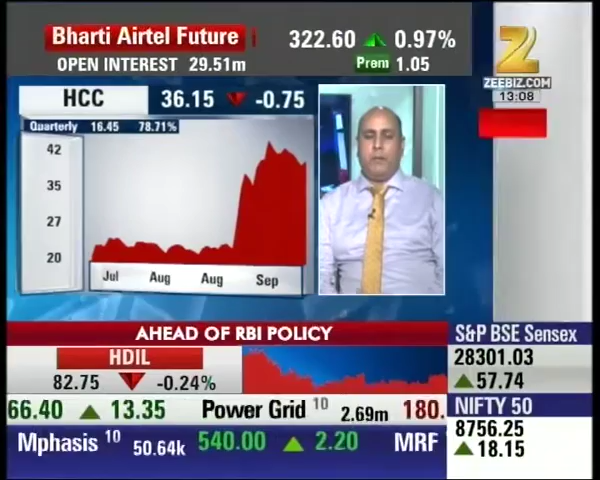 Bharti Airtel Future 322.60 0.97%
OPEN INTEREST 29.51m Prem 1.05
Z
ZEEBIZ.COM
13:08
HCC 36.15 -0.75
Quarterly 16.45 78.71%
42
35
27
20
Jul Aug Aug Sep
AHEAD OF RBI POLICY
HDIL
82.75 -0.24%
S&P BSE Sensex
28301.03
57.74
NIFTY 50
8756.25
18.15
66.40 13.35 Power Grid 10 2.69m 180.
Mphasis 10 50.64k 540.00 2.20 MRF